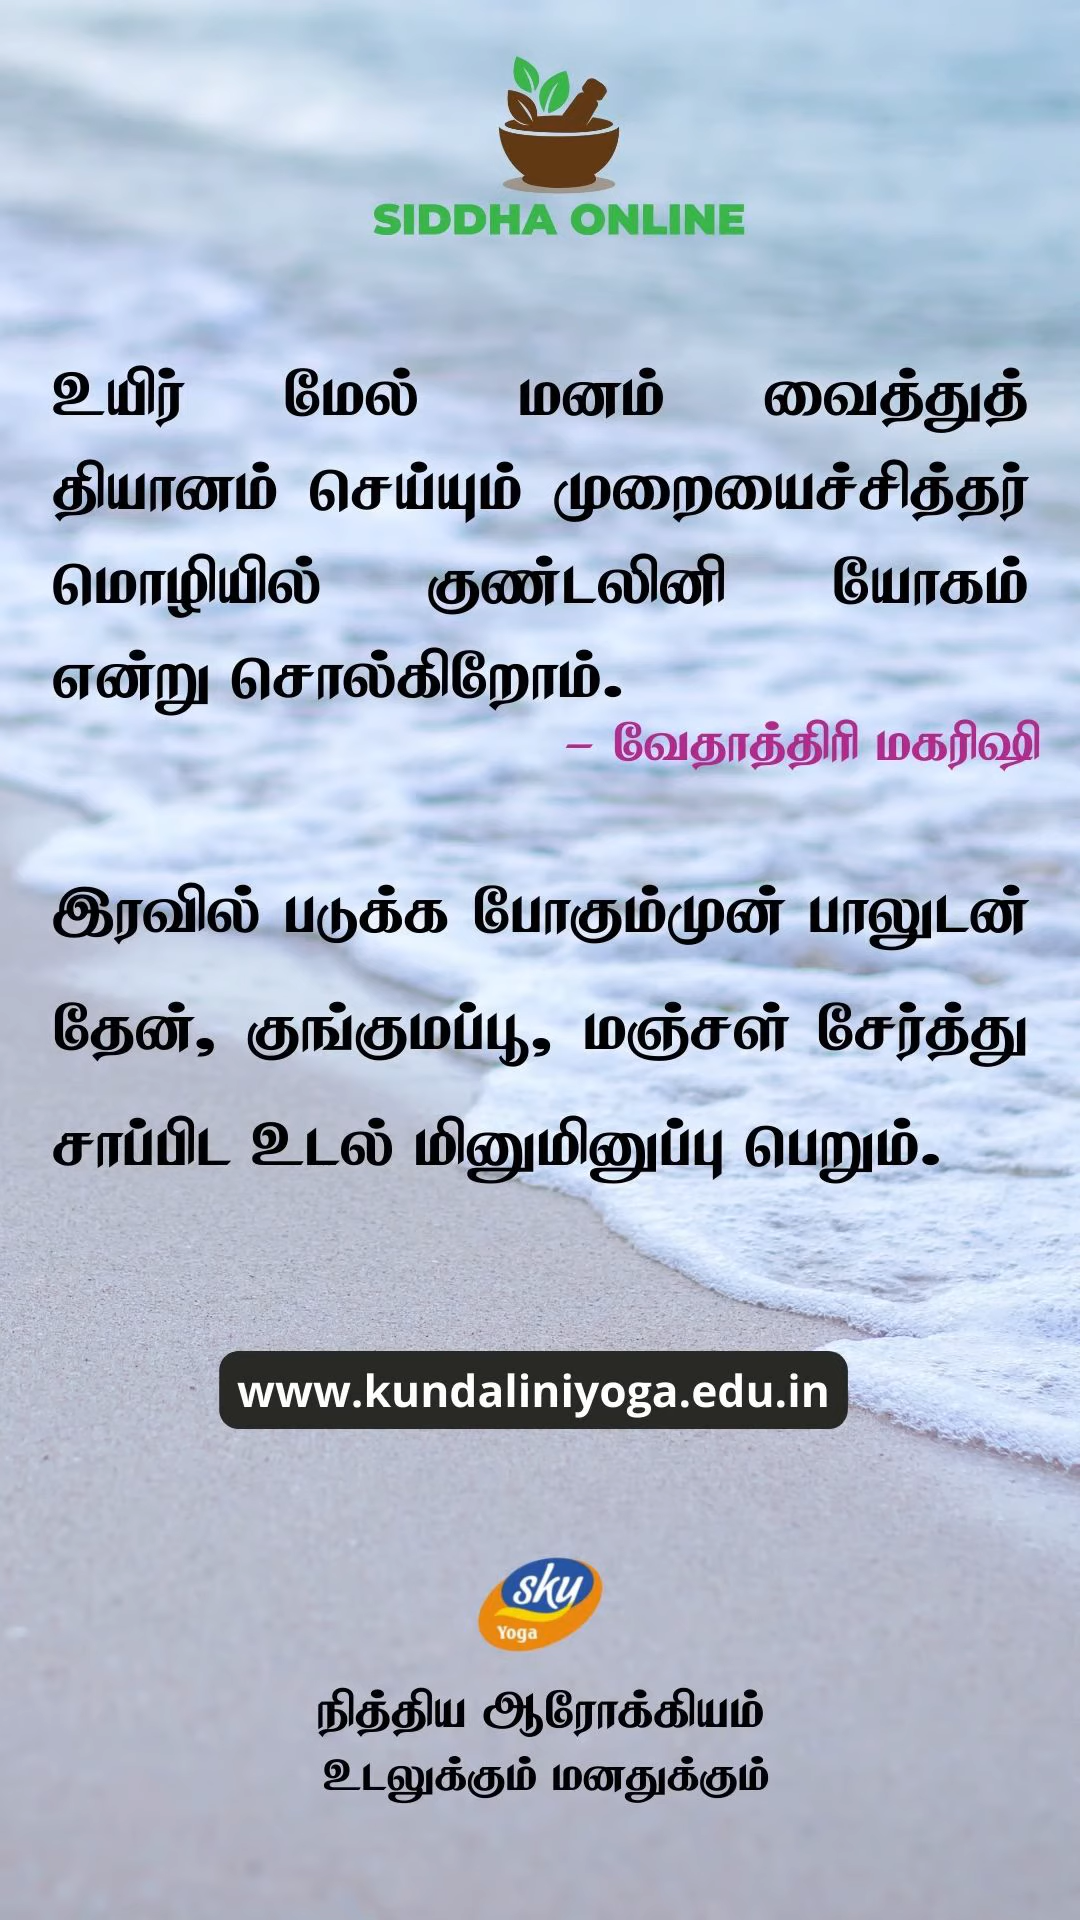 SIDDHA ONLINE
உயிர் மேல் மனம் வைத்துத்
தியானம் செய்யும் முறையைச்சித்தர்
மொழியில் குண்டலினி யோகம்
என்று சொல்கிறோம்.
- வேதாத்திரி மகரிஷி
இரவில் படுக்க போகும்முன் பாலுடன்
தேன், குங்குமப்பூ, மஞ்சள் சேர்த்து
சாப்பிட உடல் மினுமினுப்பு பெறும்.
www.kundaliniyoga.edu.in
sky
Yoga
நித்திய ஆரோக்கியம்
உடலுக்கும் மனதுக்கும்